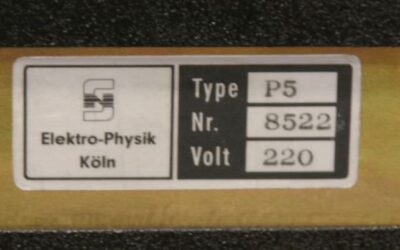 Elektro-Physik
Köln
Type P5
Nr. 8522
Volt 220